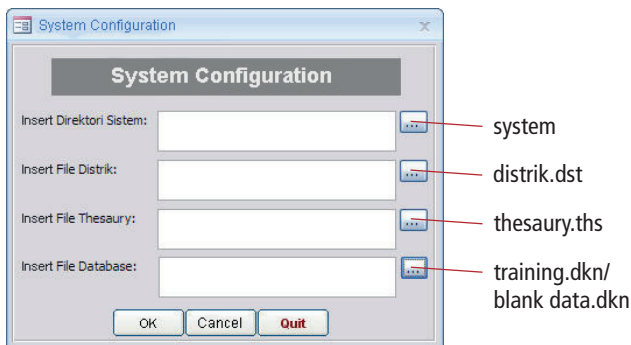 System Configuration
System Configuration
Insert Direktori Sistem:
...
system
Insert File Distrik:
...
distrik.dst
Insert File Thesaury:
...
thesaury.ths
Insert File Database:
...
training.dkn/
blank data.dkn
OK Cancel Quit